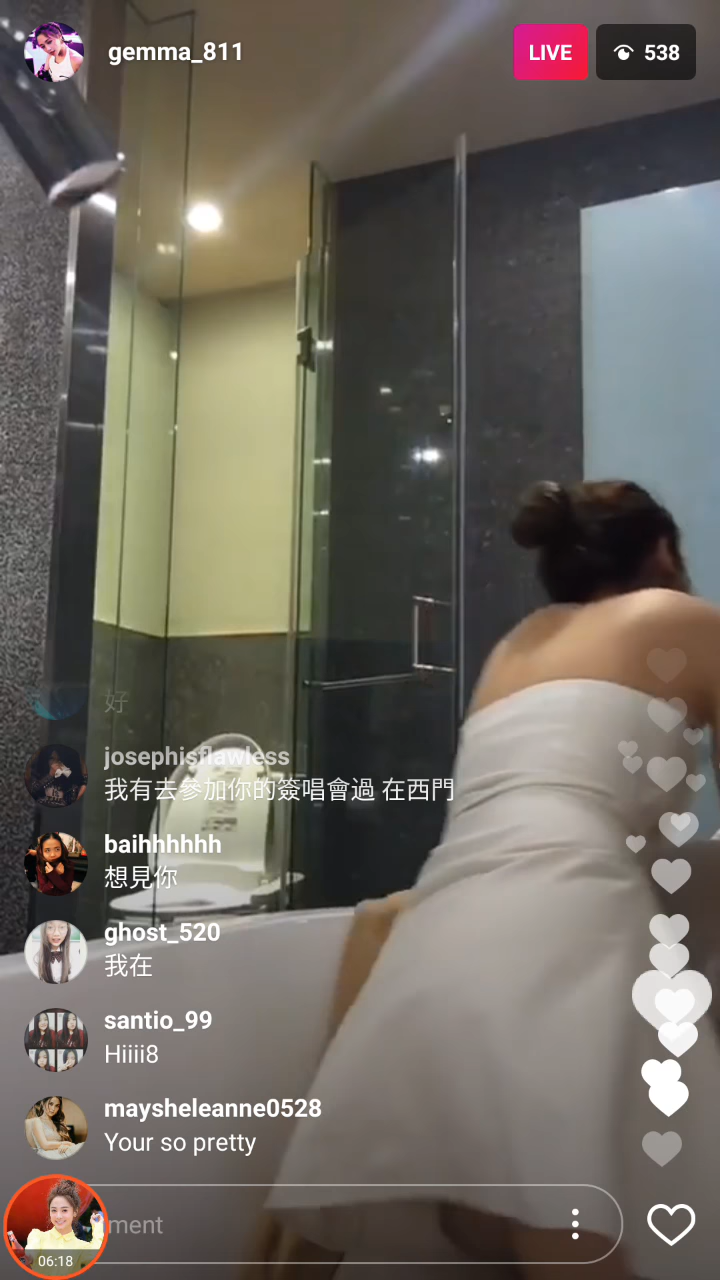 gemma_811
LIVE
538
好
josephisflawless
我有去參加你的簽唱會過 在西門
baihhhhhh
想見你
ghost_520
我在
santio_99
Hiiii8
maysheleanne0528
Your so pretty
ment
06:18